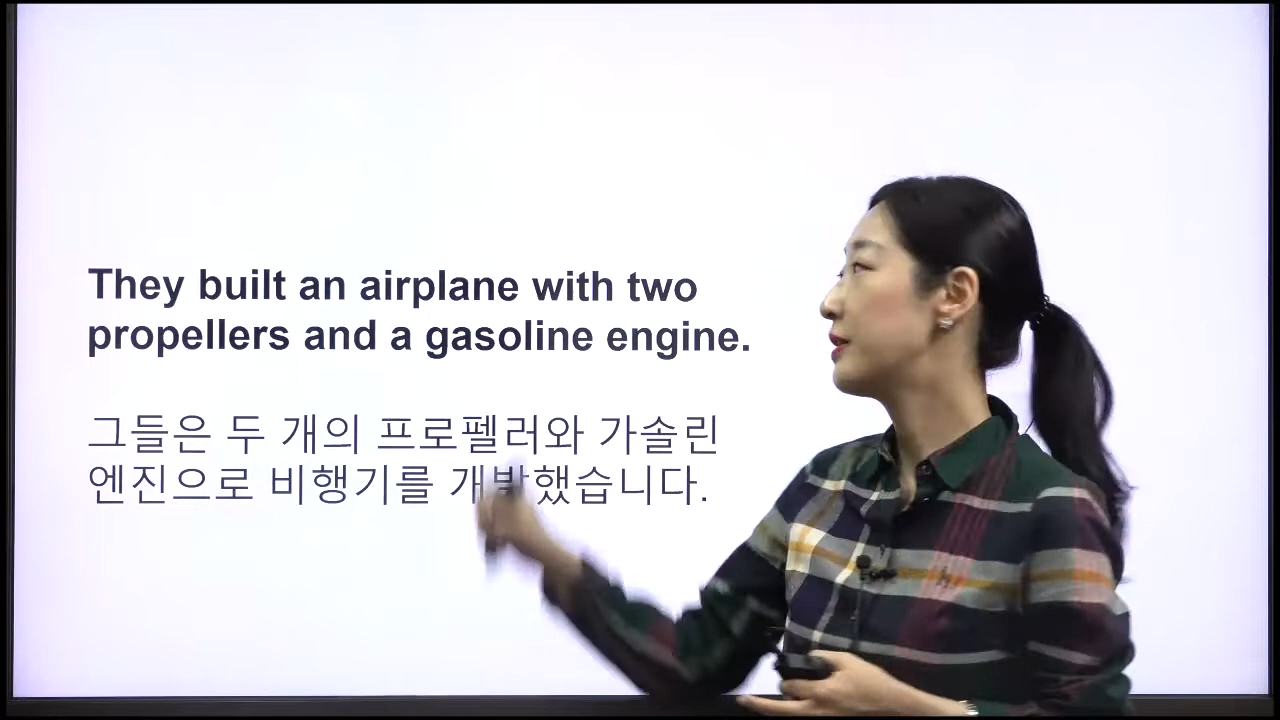 They built an airplane with two
propellers and a gasoline engine.
그들은 두 개의 프로펠러와 가솔린
엔진으로 비행기를 개발했습니다.